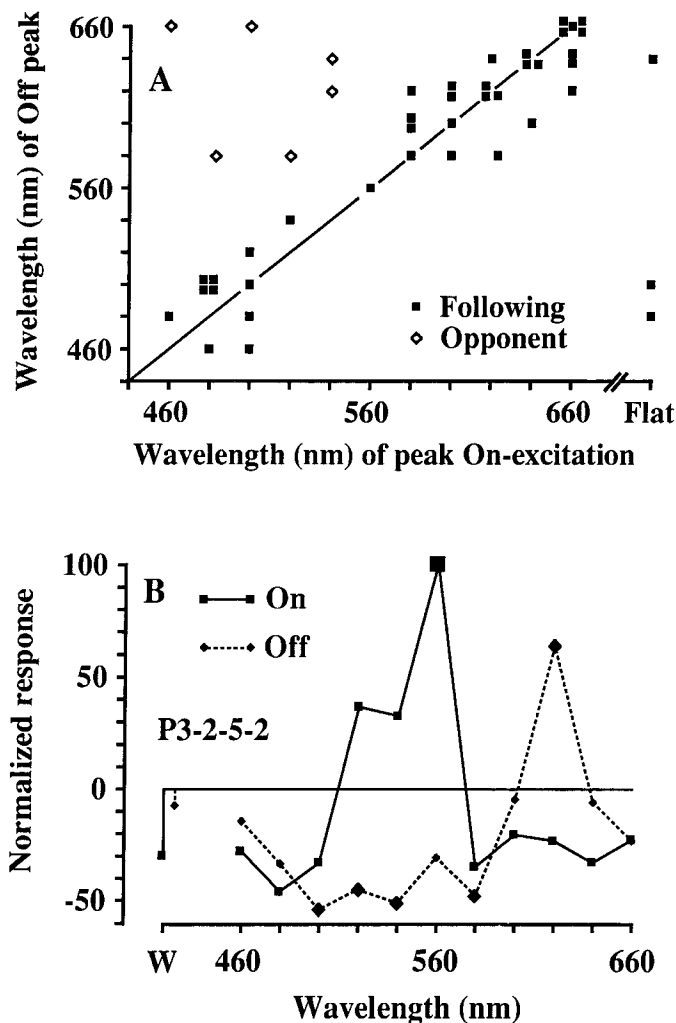 Wavelength (nm) of Off peak
660
560
460
A
Following
Opponent
460 560 660 Flat
Wavelength (nm) of peak On-excitation
Normalized response
100
50
0
-50
B
On
Off
P3-2-5-2
W 460 560 660
Wavelength (nm)